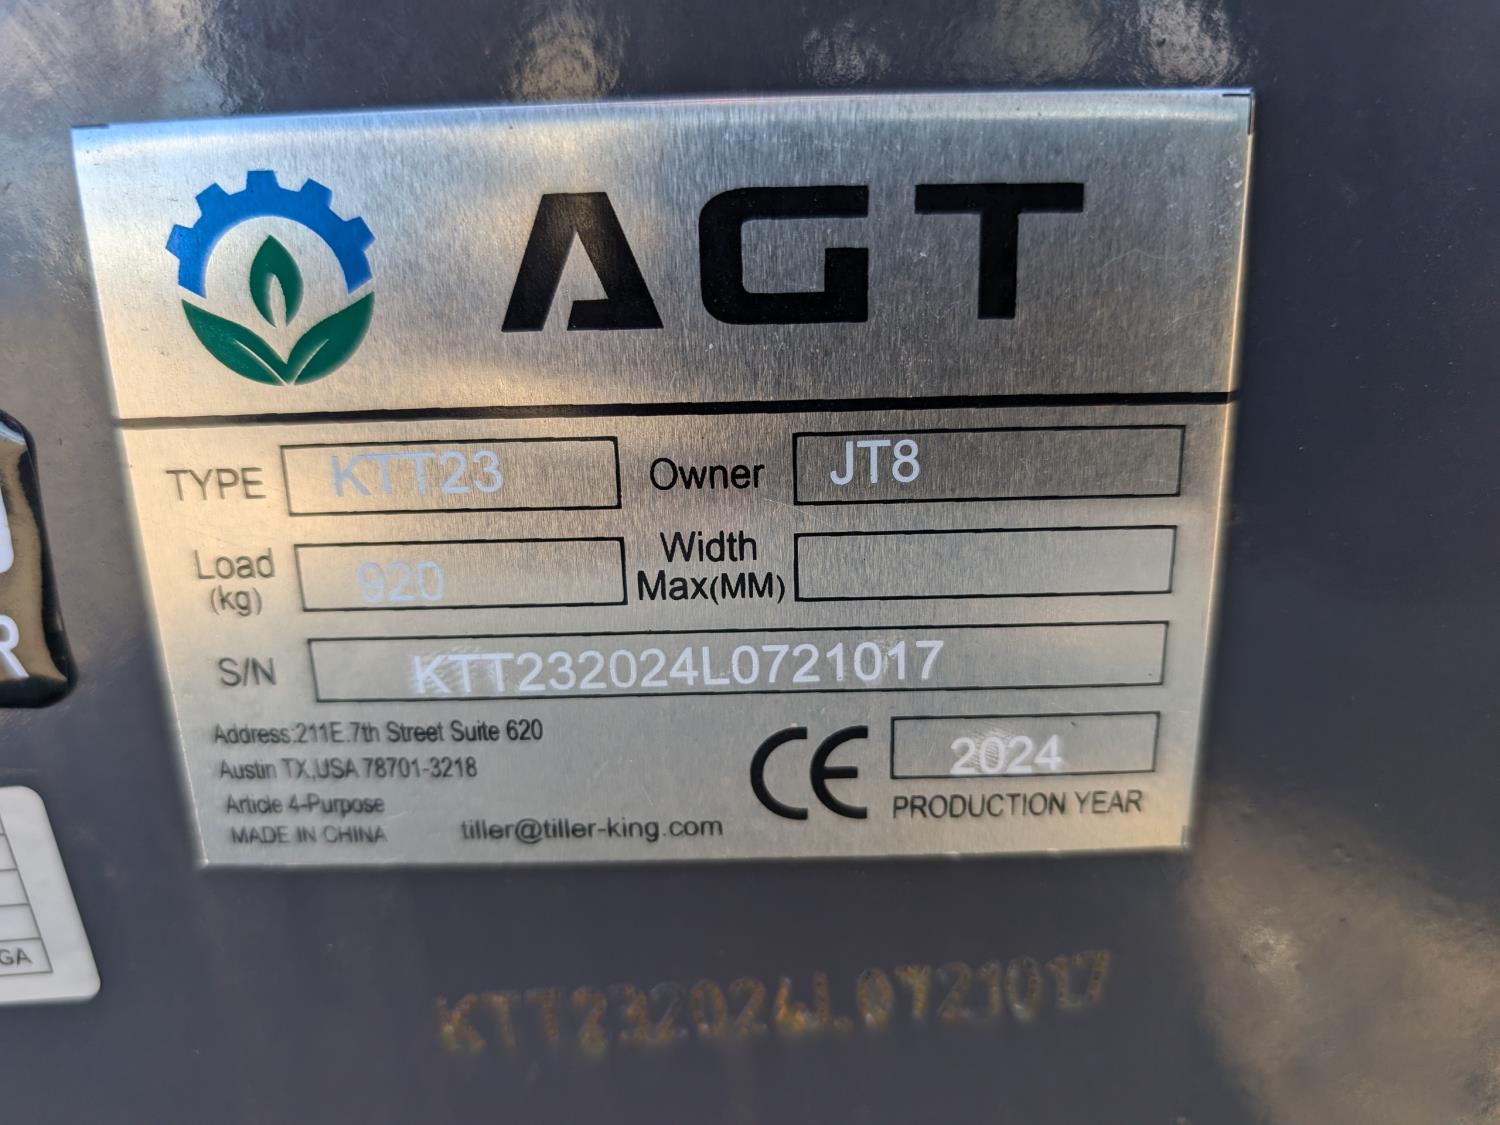 AGT
TYPE KTT23 Owner JT8
Load (kg) 920 Width Max(MM)
S/N KTT232024L0721017
Address:211E.7th Street Suite 620
Austin TX,USA 78701-3218
Article 4-Purpose
MADE IN CHINA tiller@tiller-king.com
CE 2024
PRODUCTION YEAR
KTT232024L0721017
R
GA